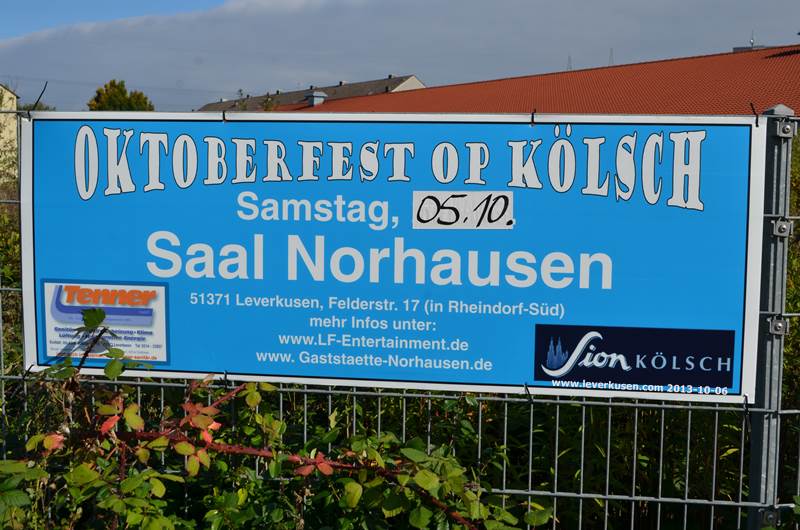 OKTOBERFEST OP KÖLSCH
Samstag, 05.10.
Saal Norhausen
51371 Leverkusen, Felderstr. 17 (in Rheindorf-Süd)
mehr Infos unter:
www.LF-Entertainment.de
www. Gaststaette-Norhausen.de
Tenner
Sion KÖLSCH
www.leverkusen.com 2013-10-06